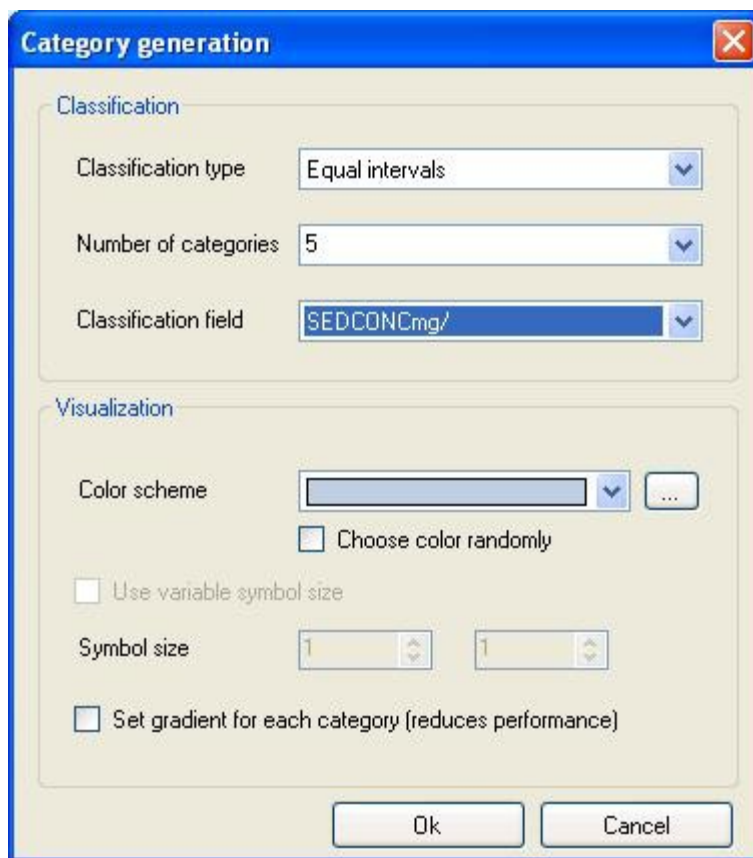 Category generation
Classification
Classification type Equal intervals
Number of categories 5
Classification field SEDCONCmg/
Visualization
Color scheme ...
Choose color randomly
Use variable symbol size
Symbol size 1 1
Set gradient for each category (reduces performance)
Ok Cancel